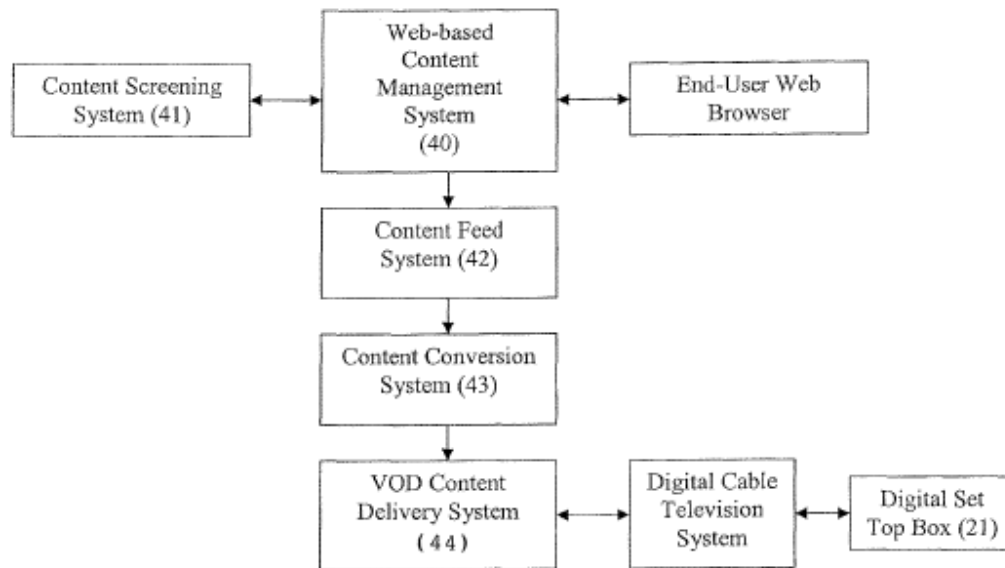 Web-based
Content
Management
System
(40)
Content Screening
System (41)
End-User Web
Browser
Content Feed
System (42)
Content Conversion
System (43)
VOD Content
Delivery System
(44)
Digital Cable
Television
System
Digital Set
Top Box (21)